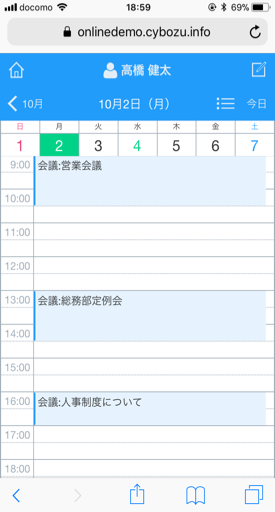 docomo 18:59 69%
onlinedemo.cybozu.info
高橋 健太
10月 10月2日（月） 今日
日 月 火 水 木 金 土
1 2 3 4 5 6 7
9:00 会議:営業会議
10:00
11:00
12:00
13:00 会議:総務部定例会
14:00
15:00
16:00 会議:人事制度について
17:00
18:00